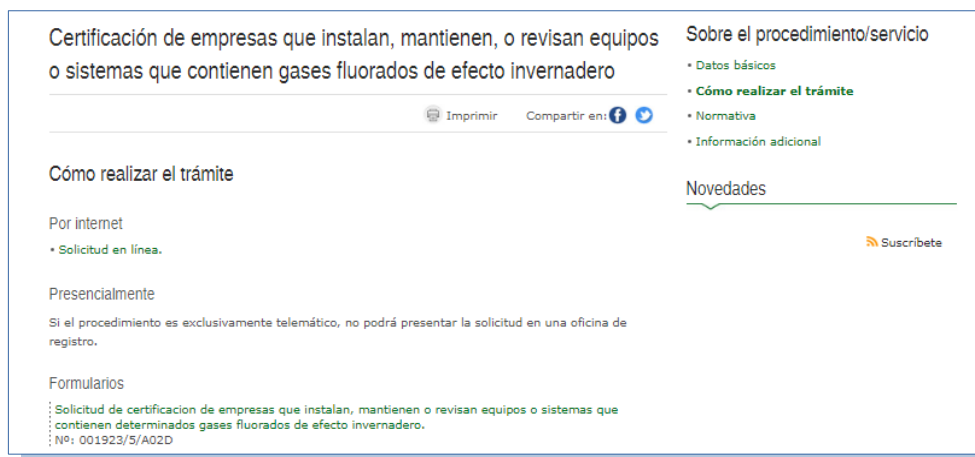 Certificación de empresas que instalan, mantienen, o revisan equipos
o sistemas que contienen gases fluorados de efecto invernadero
Imprimir Compartir en:
Cómo realizar el trámite
Por internet
• Solicitud en línea.
Presencialmente
Si el procedimiento es exclusivamente telemático, no podrá presentar la solicitud en una oficina de
registro.
Formularios
Solicitud de certificacion de empresas que instalan, mantienen o revisan equipos o sistemas que
contienen determinados gases fluorados de efecto invernadero.
Nº: 001923/5/A02D
Sobre el procedimiento/servicio
• Datos básicos
• Cómo realizar el trámite
• Normativa
• Información adicional
Novedades
Suscríbete